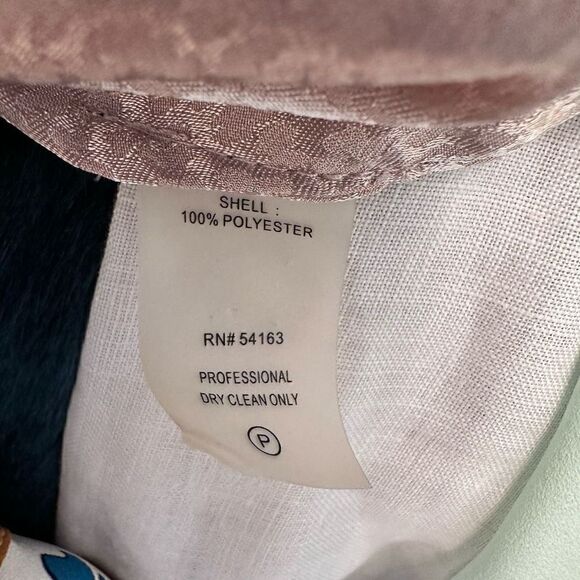 SHELL :
100% POLYESTER
RN# 54163
PROFESSIONAL
DRY CLEAN ONLY
P